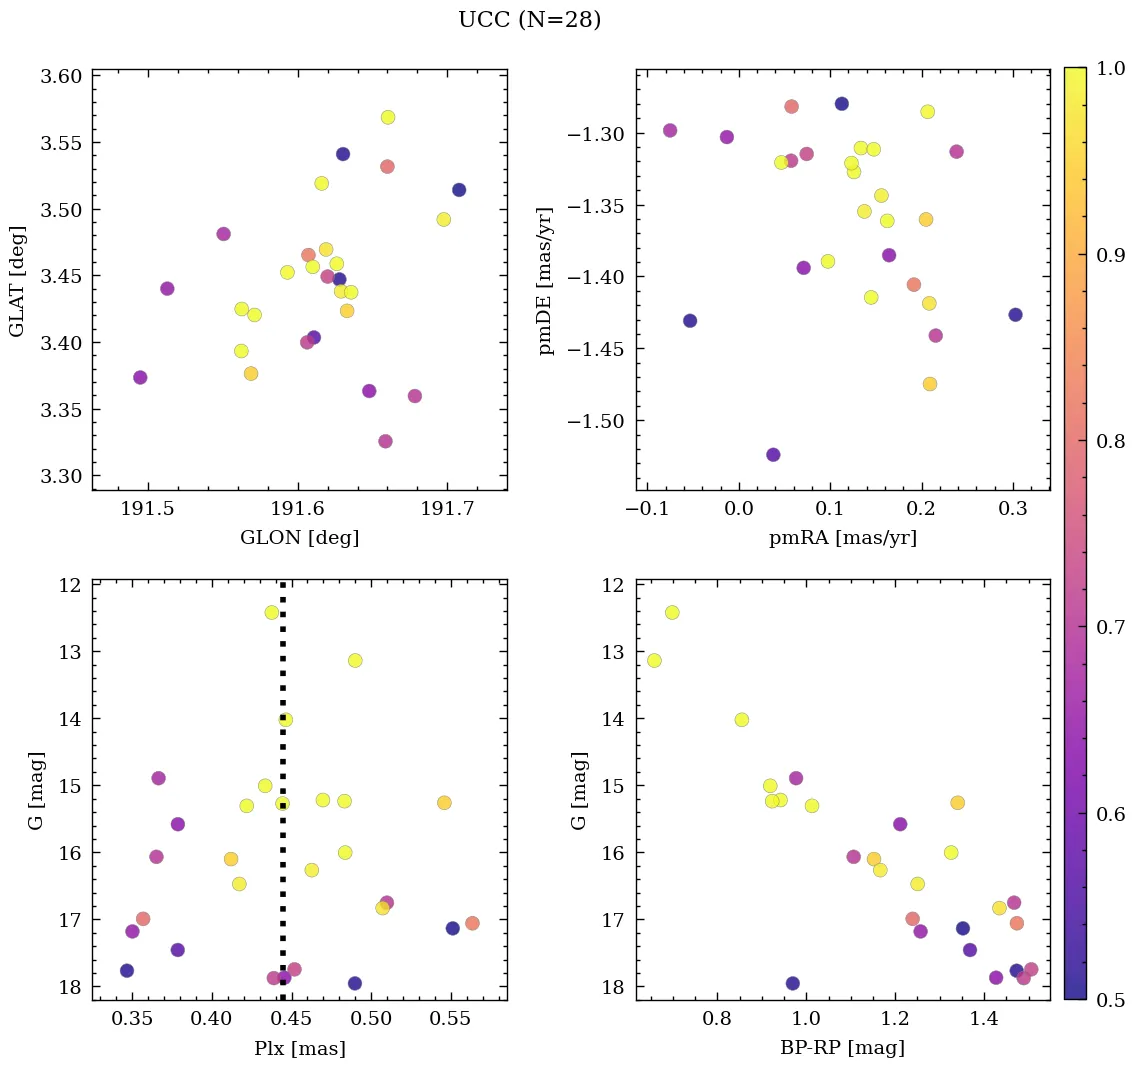 UCC (N=28)
3.60
3.55
3.50
3.45
3.40
3.35
3.30
GLAT [deg]
191.5 191.6 191.7
GLON [deg]
−1.30
−1.35
−1.40
−1.45
−1.50
pmDE [mas/yr]
−0.1 0.0 0.1 0.2 0.3
pmRA [mas/yr]
1.0
0.9
0.8
0.7
0.6
0.5
12
13
14
15
16
17
18
G [mag]
0.35 0.40 0.45 0.50 0.55
Plx [mas]
12
13
14
15
16
17
18
G [mag]
0.8 1.0 1.2 1.4
BP-RP [mag]